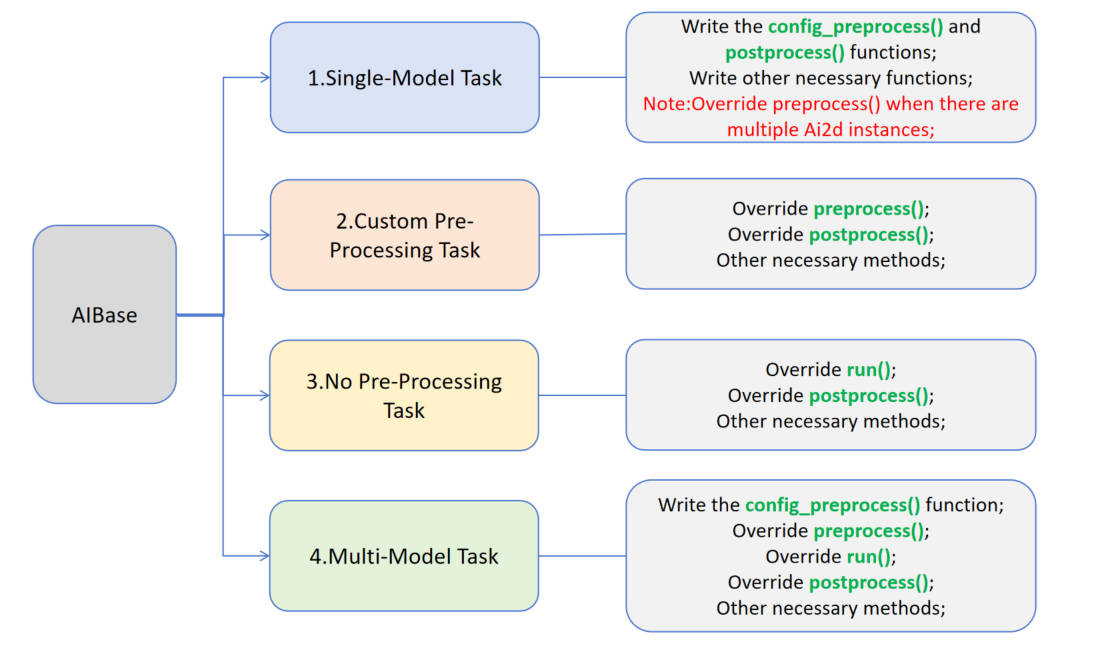 AIBase
1.Single-Model Task
Write the config_preprocess() and
postprocess() functions;
Write other necessary functions;
Note:Override preprocess() when there are
multiple Ai2d instances;
2.Custom Pre-
Processing Task
Override preprocess();
Override postprocess();
Other necessary methods;
3.No Pre-Processing
Task
Override run();
Override postprocess();
Other necessary methods;
4.Multi-Model Task
Write the config_preprocess() function;
Override preprocess();
Override run();
Override postprocess();
Other necessary methods;